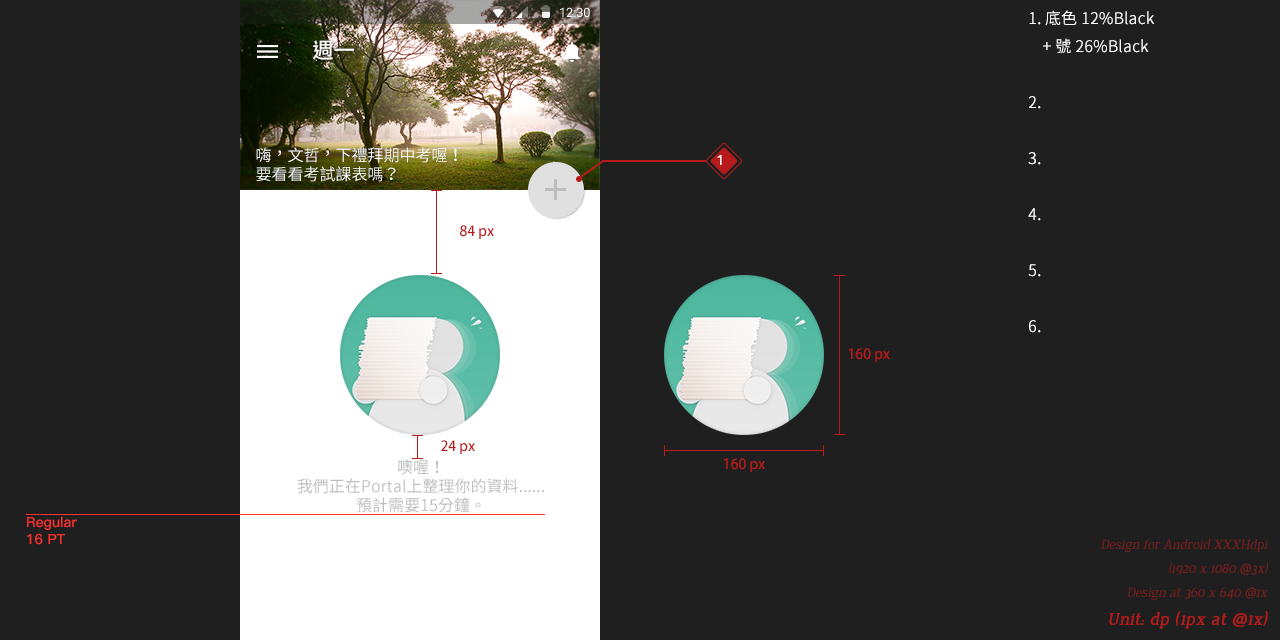 12:30
週一
嗨，文哲，下禮拜期中考喔！
要看看考試課表嗎？
1
84 px
160 px
160 px
24 px
噢喔！
我們正在Portal上整理你的資料......
預計需要15分鐘。
Regular
16 PT
1. 底色 12%Black
+ 號 26%Black
2.
3.
4.
5.
6.
Design for Android XXXHdpi
(1920 x 1080 @3x)
Design at 360 x 640 @1x
Unit: dp (1px at @1x)